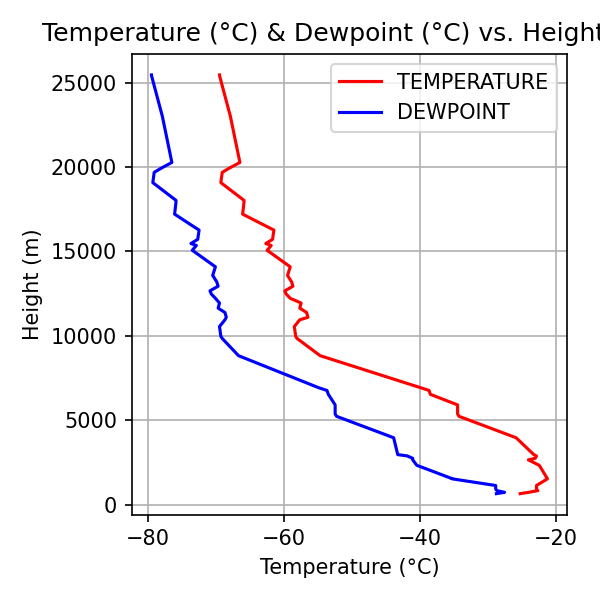 Temperature (°C) & Dewpoint (°C) vs. Height
TEMPERATURE
DEWPOINT
25000
20000
15000
10000
5000
0
Height (m)
−80 −60 −40 −20
Temperature (°C)